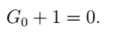 G₀ + 1 = 0.